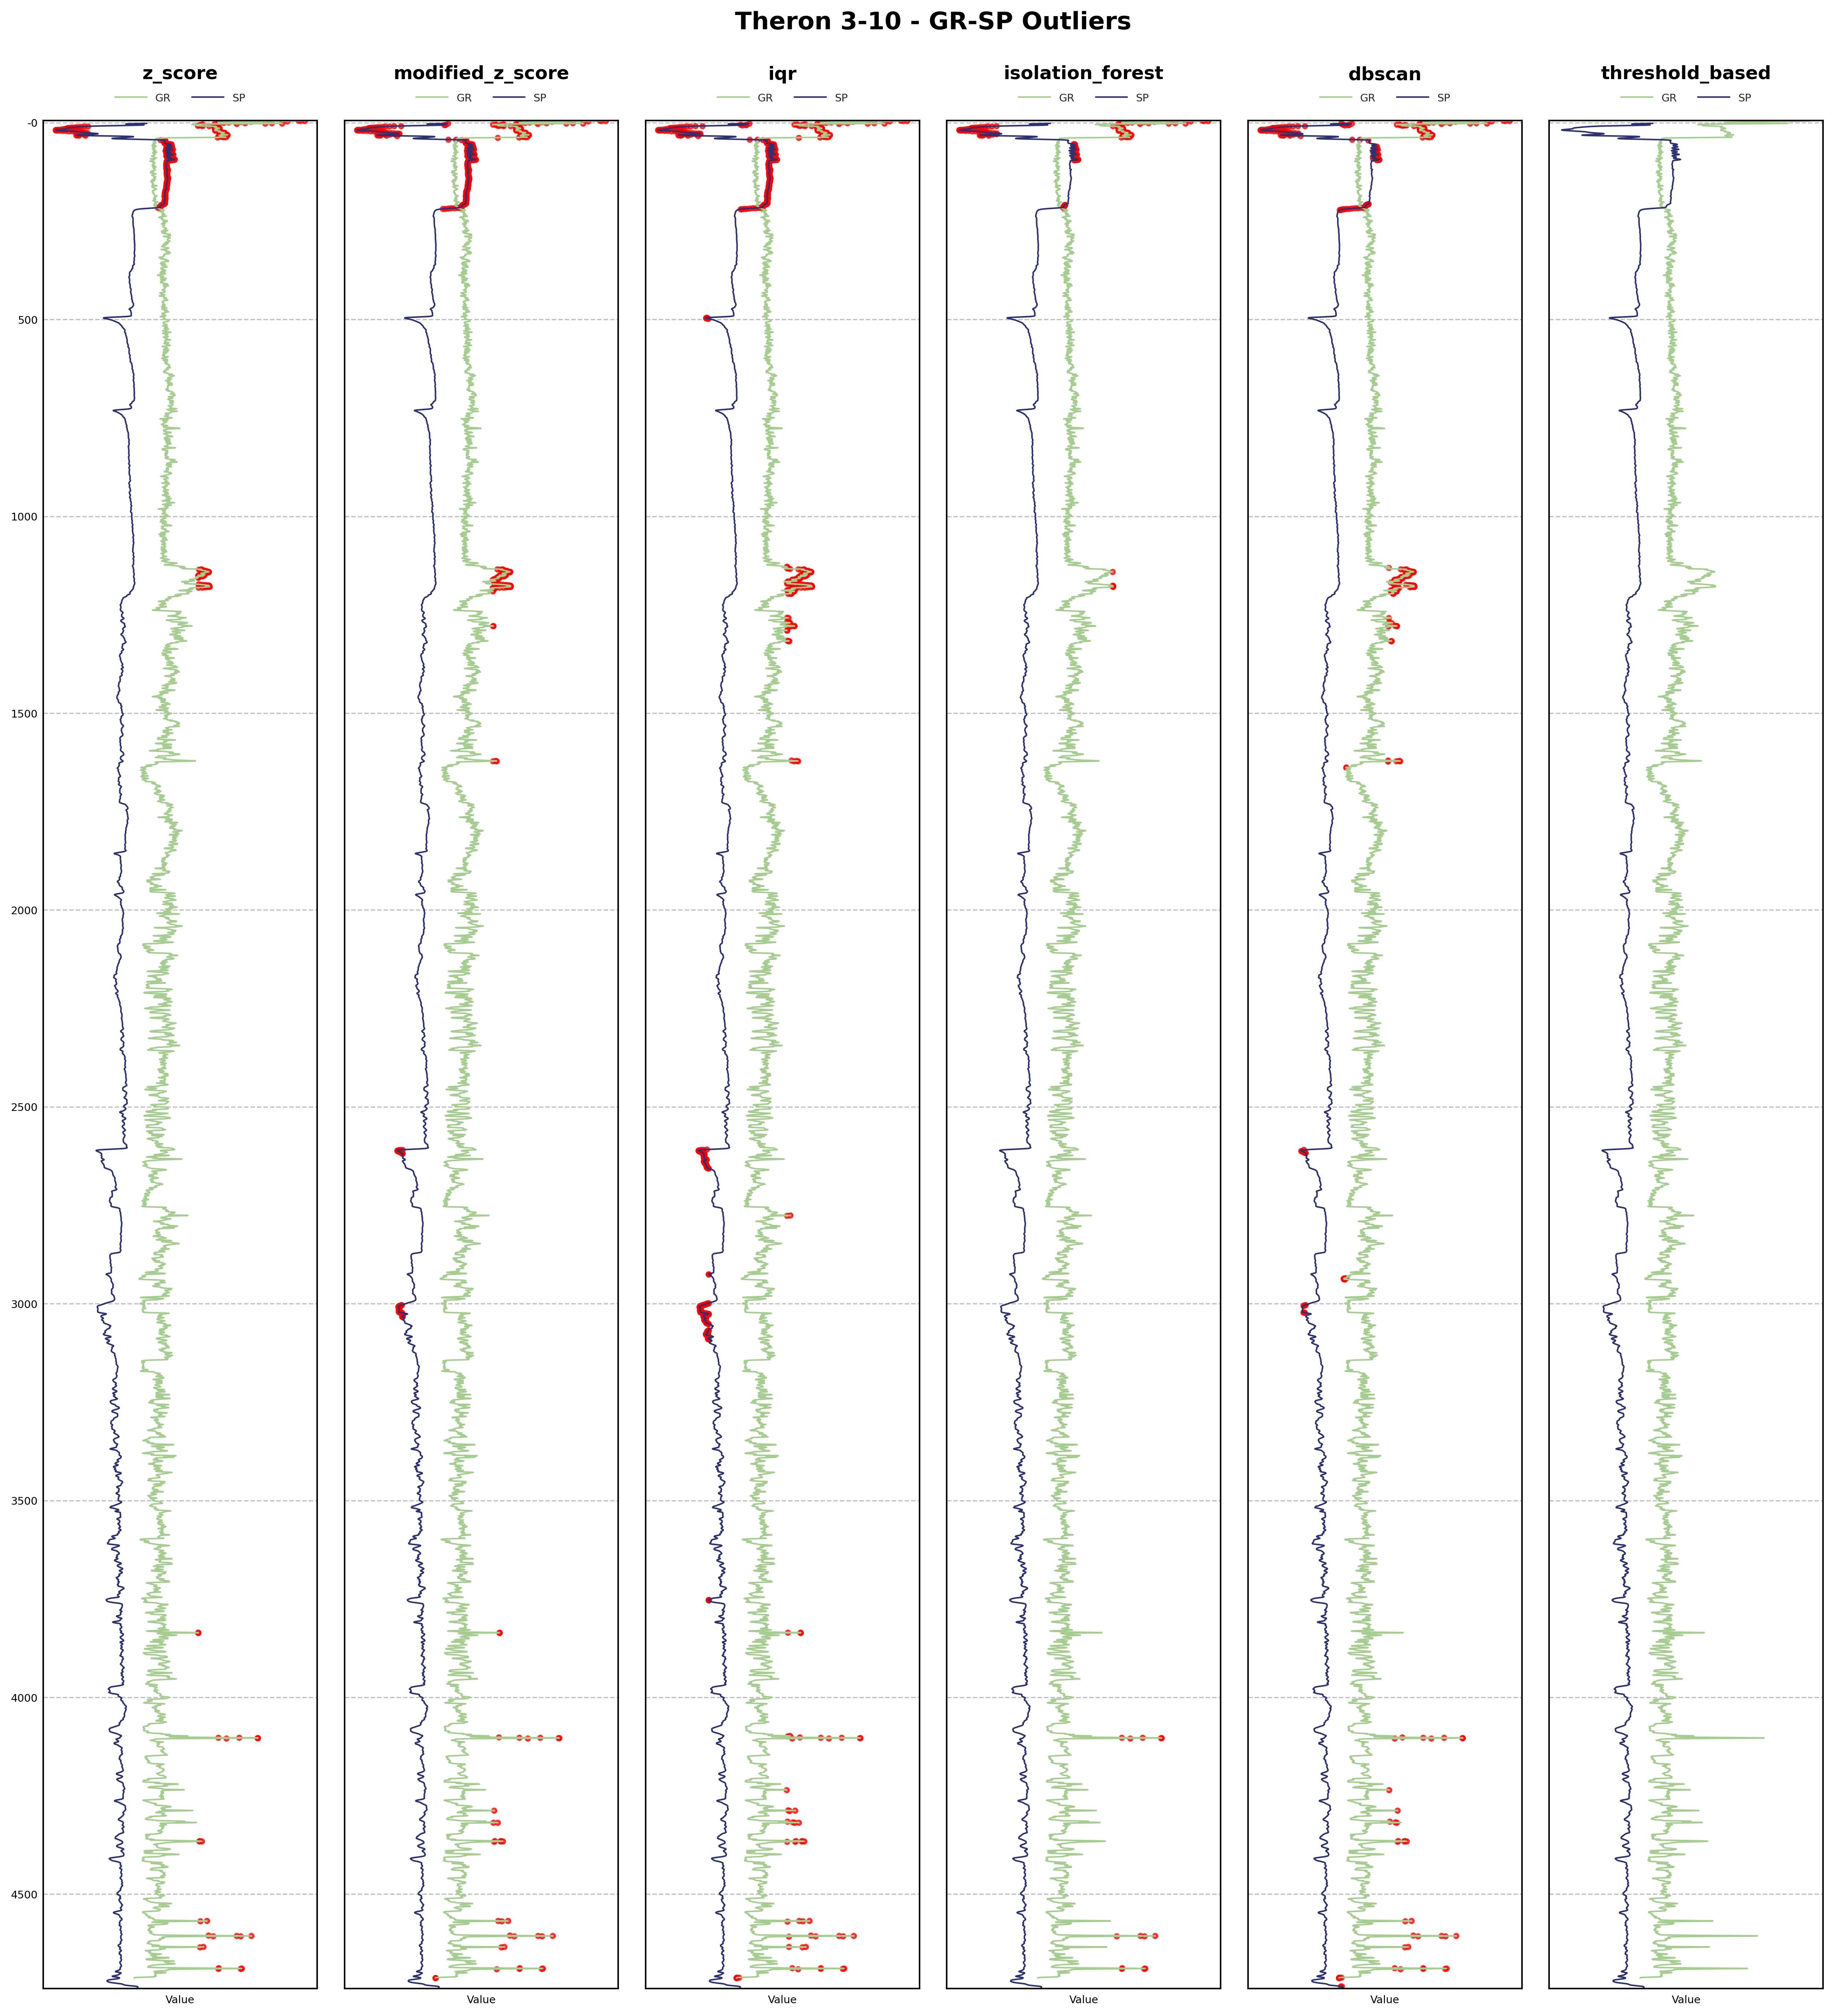 Theron 3-10 - GR-SP Outliers
z_score modified_z_score iqr isolation_forest dbscan threshold_based
GR SP GR SP GR SP GR SP GR SP GR SP
-0
500
1000
1500
2000
2500
3000
3500
4000
4500
Value Value Value Value Value Value